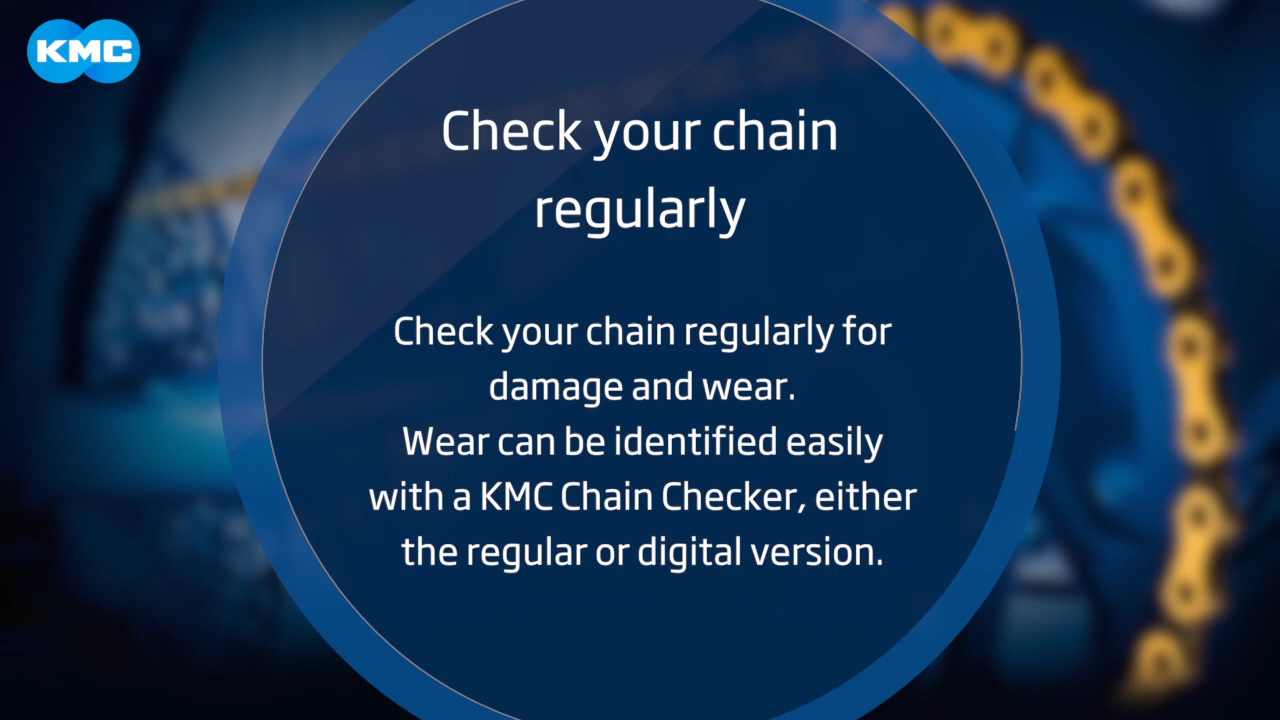 KMC
Check your chain
regularly
Check your chain regularly for
damage and wear.
Wear can be identified easily
with a KMC Chain Checker, either
the regular or digital version.